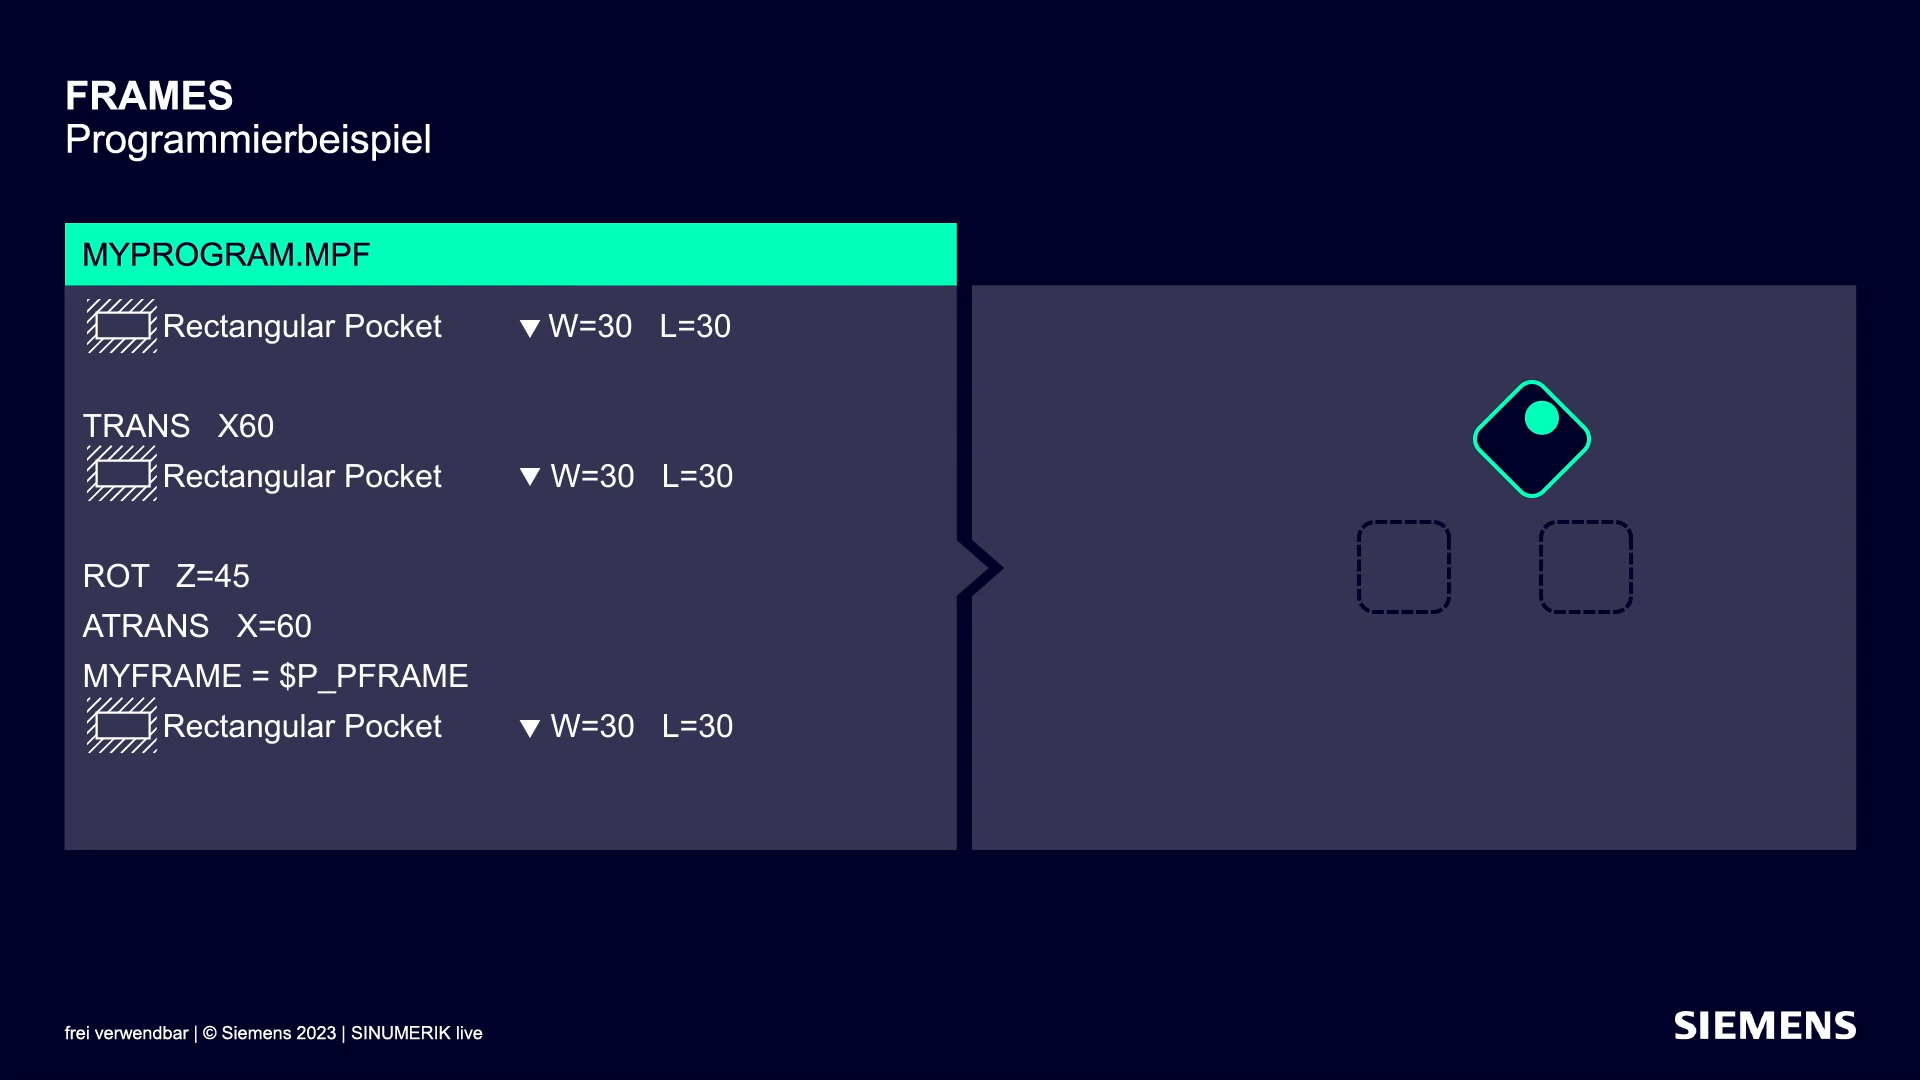 FRAMES
Programmierbeispiel
MYPROGRAM.MPF
Rectangular Pocket ▼ W=30 L=30
TRANS X60
Rectangular Pocket ▼ W=30 L=30
ROT Z=45
ATRANS X=60
MYFRAME = $P_PFRAME
Rectangular Pocket ▼ W=30 L=30
frei verwendbar | © Siemens 2023 | SINUMERIK live
SIEMENS